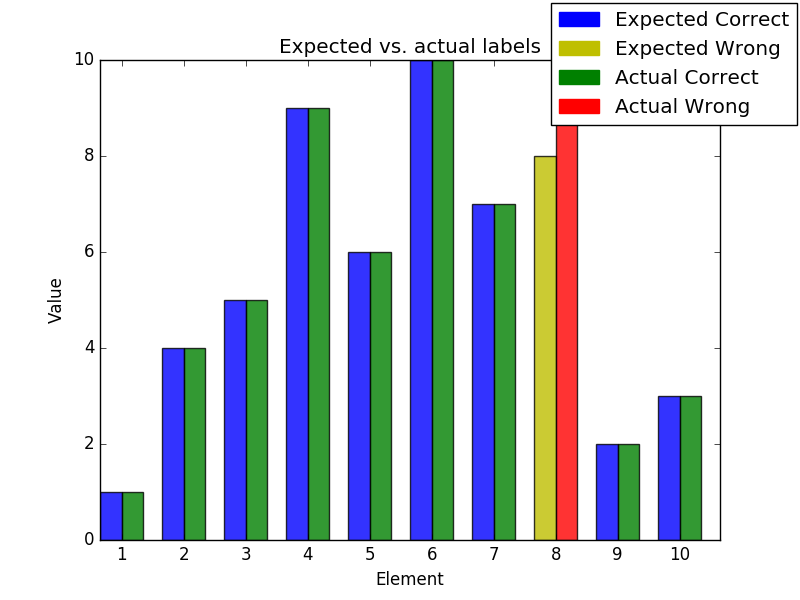 Expected vs. actual labels
Expected Correct
Expected Wrong
Actual Correct
Actual Wrong
10
8
6
4
2
0
Value
1 2 3 4 5 6 7 8 9 10
Element